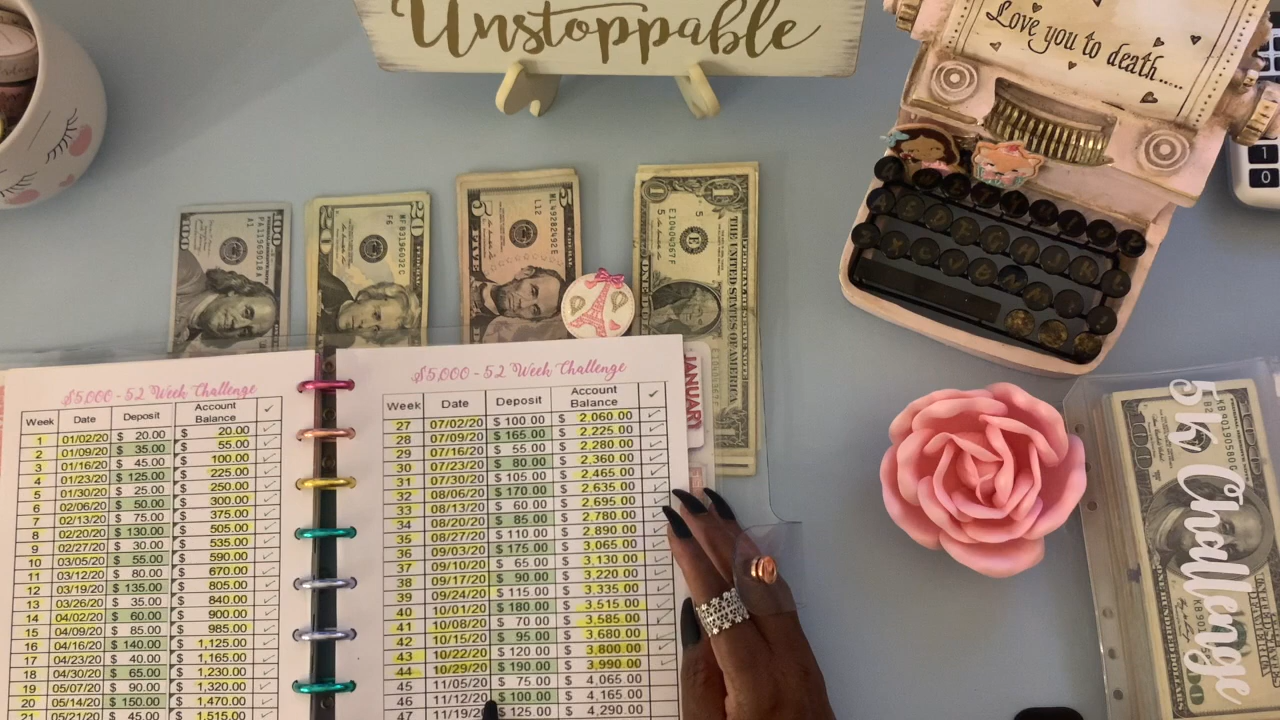 Unstoppable
Love you to death.....
$5,000 - 52 Week Challenge
Week Date Deposit Account Balance ✓
1 01/02/20 $ 20.00 $ 20.00 ✓
2 01/09/20 $ 35.00 $ 55.00 ✓
3 01/16/20 $ 45.00 $ 100.00 ✓
4 01/23/20 $ 125.00 $ 225.00 ✓
5 01/30/20 $ 25.00 $ 250.00 ✓
6 02/06/20 $ 50.00 $ 300.00 ✓
7 02/13/20 $ 75.00 $ 375.00 ✓
8 02/20/20 $ 130.00 $ 505.00 ✓
9 02/27/20 $ 30.00 $ 535.00 ✓
10 03/05/20 $ 55.00 $ 590.00 ✓
11 03/12/20 $ 80.00 $ 670.00 ✓
12 03/19/20 $ 135.00 $ 805.00 ✓
13 03/26/20 $ 35.00 $ 840.00 ✓
14 04/02/20 $ 60.00 $ 900.00 ✓
15 04/09/20 $ 85.00 $ 985.00 ✓
16 04/16/20 $ 140.00 $ 1,125.00 ✓
17 04/23/20 $ 40.00 $ 1,165.00 ✓
18 04/30/20 $ 65.00 $ 1,230.00 ✓
19 05/07/20 $ 90.00 $ 1,320.00 ✓
20 05/14/20 $ 150.00 $ 1,470.00 ✓
21 05/21/20 $ 45.00 $ 1,515.00 ✓
$5,000 - 52 Week Challenge
Week Date Deposit Account Balance ✓
27 07/02/20 $ 100.00 $ 2,060.00 ✓
28 07/09/20 $ 165.00 $ 2,225.00 ✓
29 07/16/20 $ 55.00 $ 2,280.00 ✓
30 07/23/20 $ 80.00 $ 2,360.00 ✓
31 07/30/20 $ 105.00 $ 2,465.00 ✓
32 08/06/20 $ 170.00 $ 2,635.00 ✓
33 08/13/20 $ 60.00 $ 2,695.00 ✓
34 08/20/20 $ 85.00 $ 2,780.00 ✓
35 08/27/20 $ 110.00 $ 2,890.00 ✓
36 09/03/20 $ 175.00 $ 3,065.00 ✓
37 09/10/20 $ 65.00 $ 3,130.00 ✓
38 09/17/20 $ 90.00 $ 3,220.00 ✓
39 09/24/20 $ 115.00 $ 3,335.00 ✓
40 10/01/20 $ 180.00 $ 3,515.00 ✓
41 10/08/20 $ 70.00 $ 3,585.00 ✓
42 10/15/20 $ 95.00 $ 3,680.00 ✓
43 10/22/20 $ 120.00 $ 3,800.00 ✓
44 10/29/20 $ 190.00 $ 3,990.00 ✓
45 11/05/20 $ 75.00 $ 4,065.00
46 11/12/20 $ 100.00 $ 4,165.00
47 11/19/20 $ 125.00 $ 4,290.00
JANUARY
5k Challenge
100
20
5
FIVE
1
THE UNITED STATES OF AMERICA